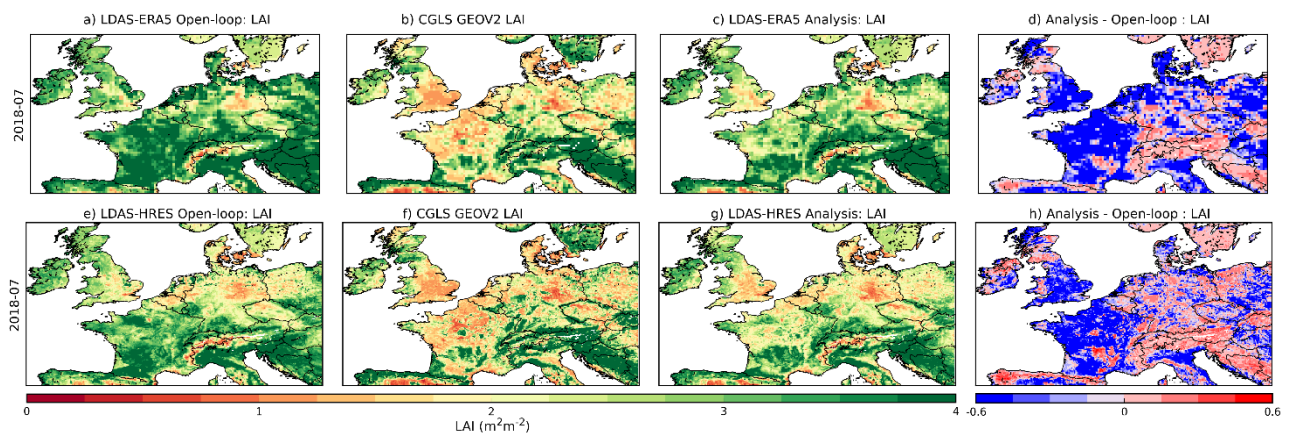 a) LDAS-ERA5 Open-loop: LAI
b) CGLS GEOV2 LAI
c) LDAS-ERA5 Analysis: LAI
d) Analysis - Open-loop : LAI
2018-07
e) LDAS-HRES Open-loop: LAI
f) CGLS GEOV2 LAI
g) LDAS-HRES Analysis: LAI
h) Analysis - Open-loop : LAI
2018-07
0 1 2 3 4
-0.6 0 0.6
LAI (m²m⁻²)